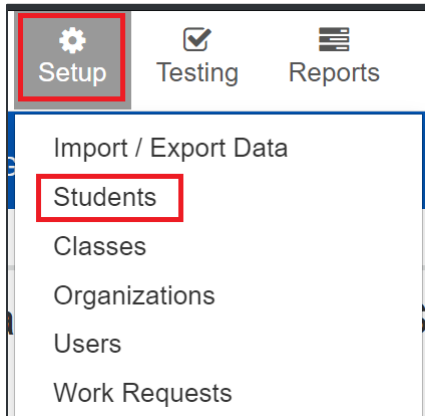 Setup Testing Reports
Import / Export Data
Students
Classes
Organizations
Users
Work Requests